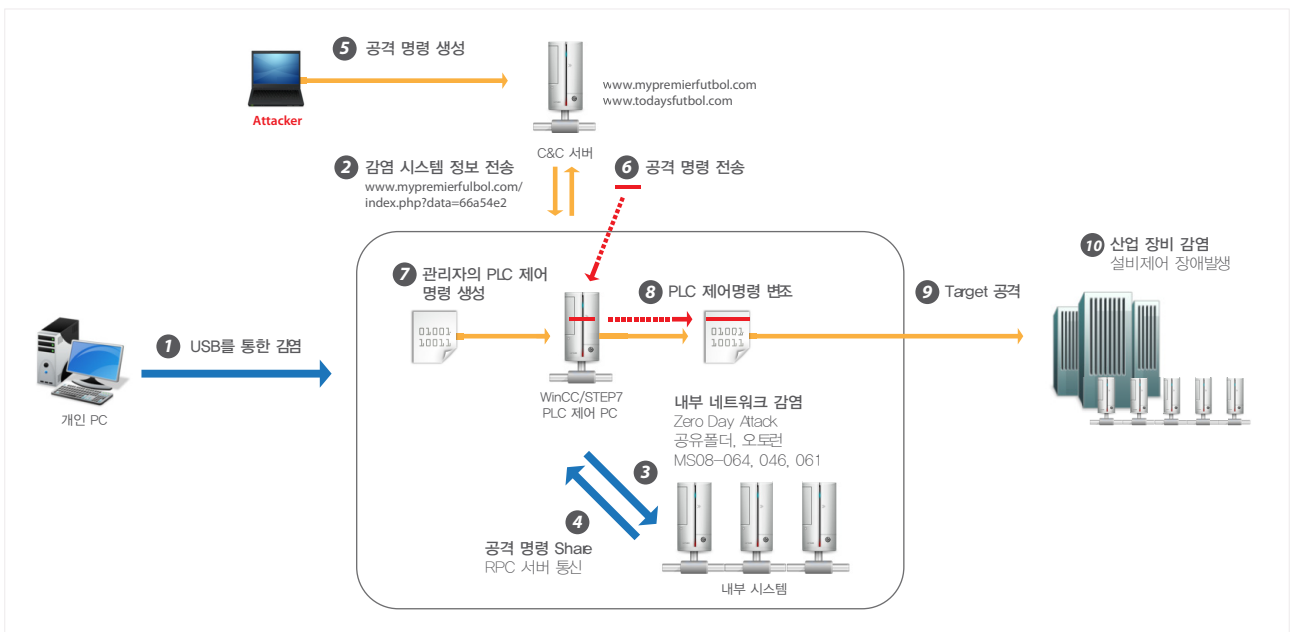 5 공격 명령 생성
Attacker
www.mypremierfutbol.com
www.todaysfutbol.com
C&C 서버
2 감염 시스템 정보 전송
www.mypremierfulbol.com/
index.php?data=66a54e2
6 공격 명령 전송
7 관리자의 PLC 제어
명령 생성
01001
10011
8 PLC 제어명령 변조
01001
10011
9 Target 공격
10 산업 장비 감염
설비제어 장애발생
1 USB를 통한 감염
개인 PC
WinCC/STEP7
PLC 제어 PC
내부 네트워크 감염
Zero Day Attack
공유폴더, 오토런
MS08-064, 046, 061
3
4
공격 명령 Share
RPC 서버 통신
내부 시스템